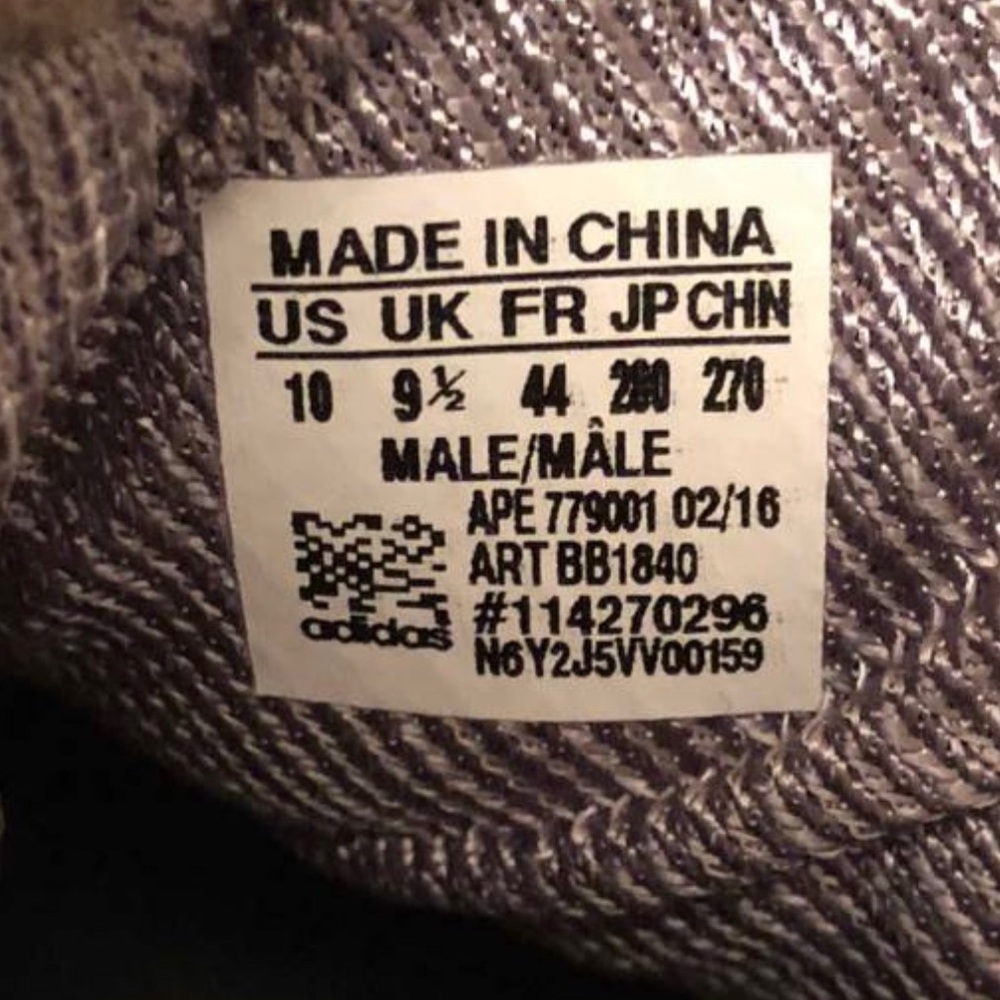 MADE IN CHINA
US UK FR JP CHN
10 9½ 44 280 270
MALE/MÂLE
APE 779001 02/16
ART BB1840
#114270296
N6Y2J5VV00159
adidas